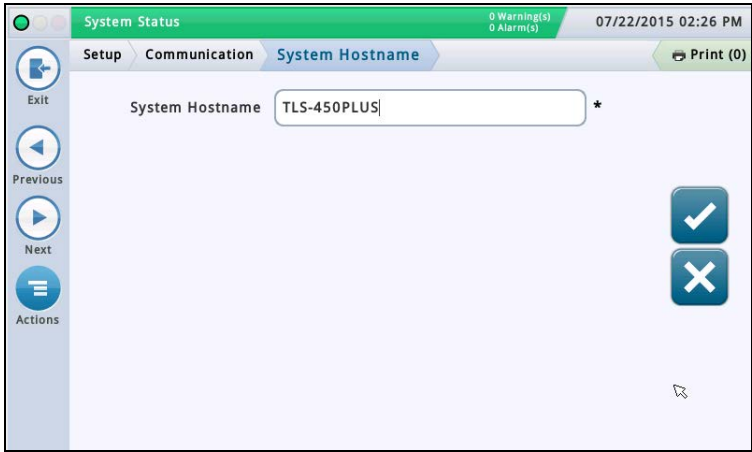 System Status
0 Warning(s)
0 Alarm(s)
07/22/2015 02:26 PM
Setup Communication System Hostname
Print (0)
Exit
System Hostname TLS-450PLUS *
Previous
Next
Actions